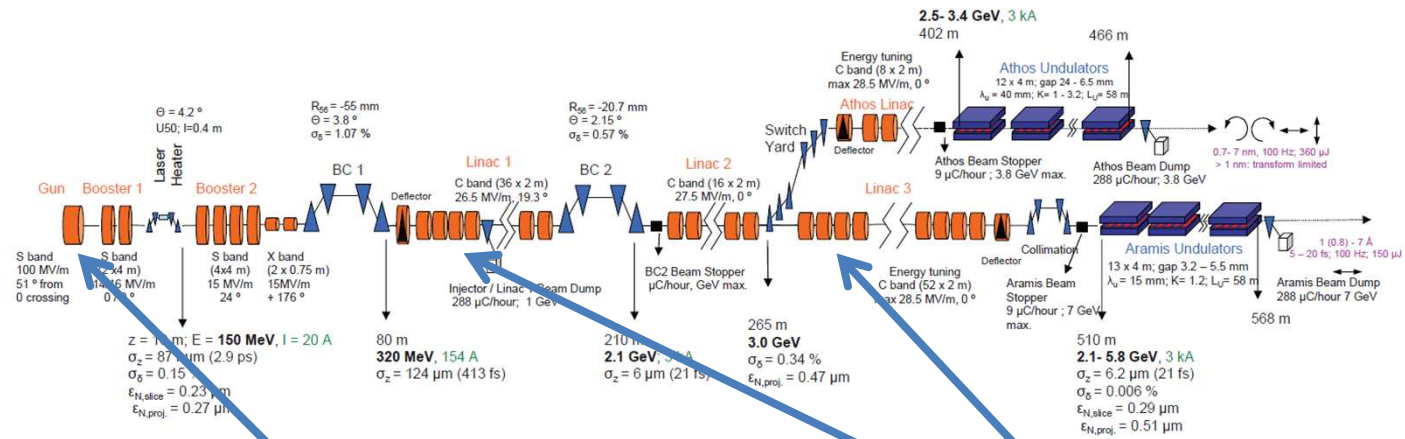 2.5- 3.4 GeV, 3 kA
402 m
466 m
Energy tuning
C band (8 x 2 m)
max 28.5 MV/m, 0 º
Athos Linac
Deflector
Athos Undulators
12 x 4 m; gap 24 - 6.5 mm
λu = 40 mm; K= 1 - 3.2; LU= 58 m
Switch
Yard
Athos Beam Stopper
9 µC/hour ; 3.8 GeV max.
Athos Beam Dump
288 µC/hour; 3.8 GeV
0.7- 7 nm, 100 Hz; 360 µJ
> 1 nm: transform limited
Θ = 4.2 º
U50; l=0.4 m
Laser
Heater
R56 = -55 mm
Θ = 3.8 º
σδ = 1.07 %
BC 1
R56 = -20.7 mm
Θ = 2.15 º
σδ = 0.57 %
BC 2
Gun
Booster 1
Booster 2
Deflector
Linac 1
C band (36 x 2 m)
26.5 MV/m, 19.3 º
Linac 2
C band (16 x 2 m)
27.5 MV/m, 0 º
Linac 3
S band
100 MV/m
51 º from
0 crossing
S band
x4 m)
MV/m
S band
(4x4 m)
15 MV/m
24 º
X band
(2 x 0.75 m)
15MV/m
+ 176 º
Injector / Linac Beam Dump
288 µC/hour; 1 GeV
BC2 Beam Stopper
µC/hour, GeV max.
Energy tuning
C band (52 x 2 m)
max 28.5 MV/m, 0 º
Deflector
Collimation
Aramis Beam
Stopper
9 µC/hour ; 7 GeV
max.
Aramis Undulators
13 x 4 m; gap 3.2 – 5.5 mm
λu = 15 mm; K= 1.2; LU= 58 m
1 (0.8) - 7 Å
5 – 20 fs; 100 Hz; 150 µJ
Aramis Beam Dump
288 µC/hour 7 GeV
568 m
z = m; E = 150 MeV, I = 20 A
σz = 87 µm (2.9 ps)
σδ = 0.15
εN,slice = 0.23 µm
εN,proj. = 0.27 µm
80 m
320 MeV, 154 A
σz = 124 µm (413 fs)
210 m
2.1 GeV,
σz = 6 µm (21 fs)
265 m
3.0 GeV
σδ = 0.34 %
εN,proj. = 0.47 µm
510 m
2.1- 5.8 GeV, 3 kA
σz = 6.2 µm (21 fs)
σδ = 0.006 %
εN,slice = 0.29 µm
εN,proj. = 0.51 µm